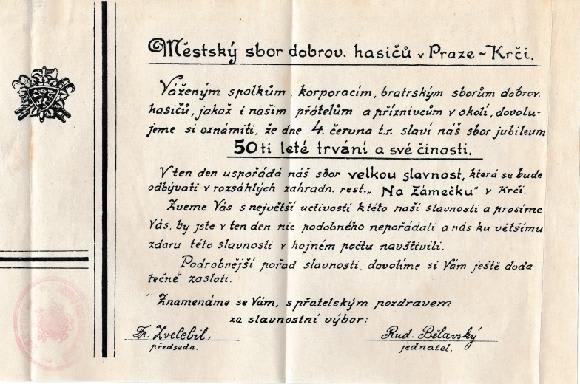 Městský sbor dobrov. hasičů v Praze-Krči.
Váženým spolkům, korporacím, bratrským sborům dobrov.
hasičů, jakož i našim přátelům a příznivcům v okolí, dovolu-
jeme si oznámiti, že dne 4. června t.r. slaví náš sbor jubileum
50ti leté trvání a své činosti.
V ten den uspořádá náš sbor velkou slavnost, která se bude
odbývati v rozsáhlých zahradn. rest. „Na Zámečku" v Krči.
Zveme Vás s největší uctivostí k této naší slavnosti a prosíme
Vás, by jste v ten den nic podobného nepořádali a nás ku většímu
zdaru této slavnosti v hojném počtu navštívili.
Podrobnější pořad slavnosti, dovolíme si Vám ještě doda
tečně zaslati.
Znamenáme se Vám, s přátelským pozdravem
za slavnostní výbor:
Fr. Zvelebil, Rud. Bělavský
předseda. jednatel.